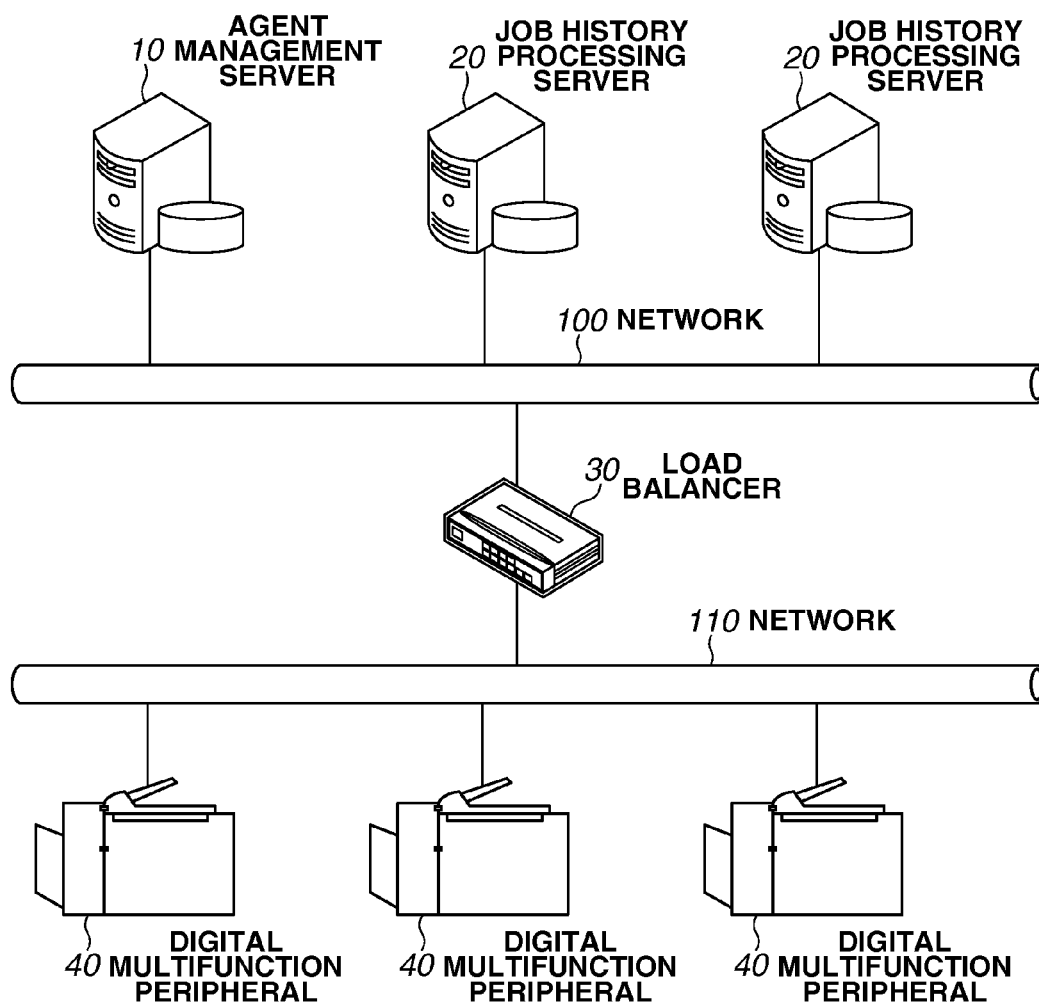 10 AGENT
MANAGEMENT
SERVER
20 JOB HISTORY
PROCESSING
SERVER
20 JOB HISTORY
PROCESSING
SERVER
100 NETWORK
30 LOAD
BALANCER
110 NETWORK
40 DIGITAL
MULTIFUNCTION
PERIPHERAL
40 DIGITAL
MULTIFUNCTION
PERIPHERAL
40 DIGITAL
MULTIFUNCTION
PERIPHERAL